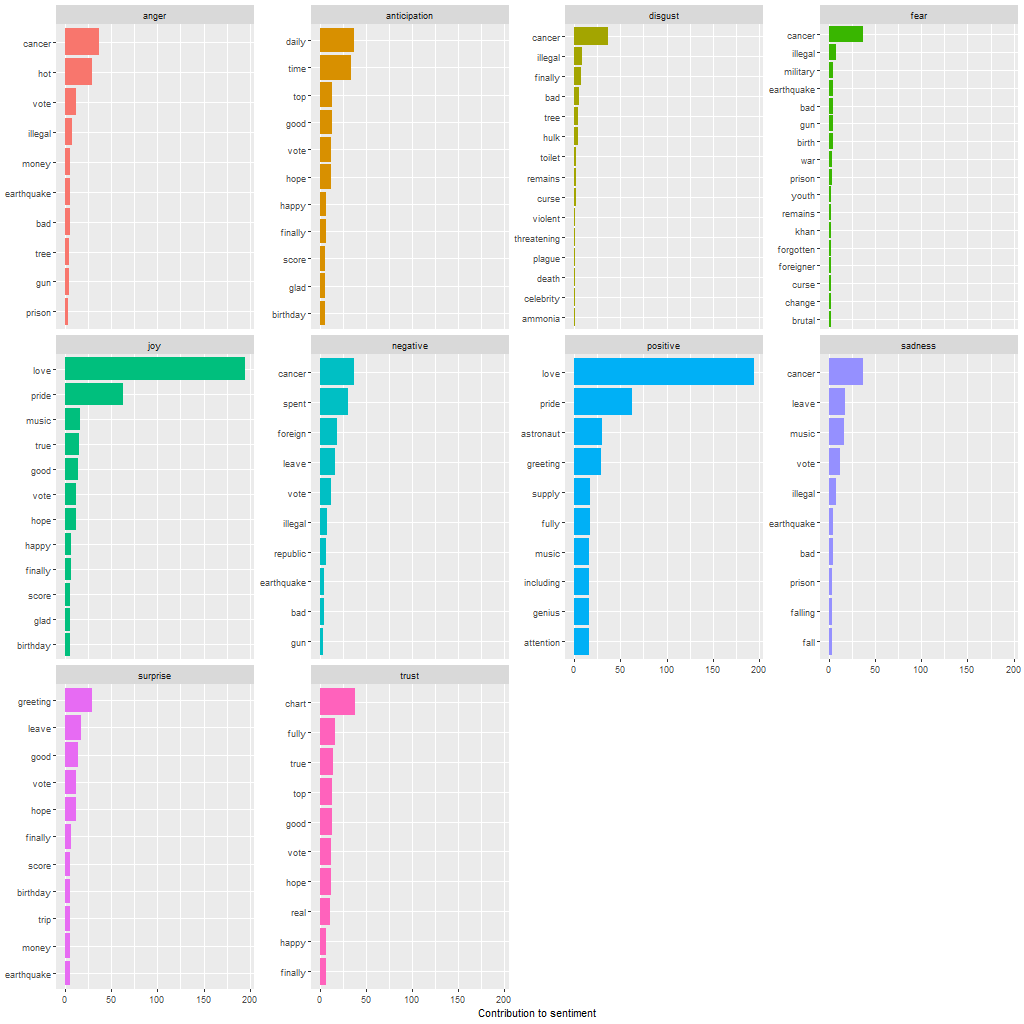 anger
cancer
hot
vote
illegal
money
earthquake
bad
tree
gun
prison
anticipation
daily
time
top
good
vote
hope
happy
finally
score
glad
birthday
disgust
cancer
illegal
finally
bad
tree
hulk
toilet
remains
curse
violent
threatening
plague
death
celebrity
ammonia
fear
cancer
illegal
military
earthquake
bad
gun
birth
war
prison
youth
remains
khan
forgotten
foreigner
curse
change
brutal
joy
love
pride
music
true
good
vote
hope
happy
finally
score
glad
birthday
negative
cancer
spent
foreign
leave
vote
illegal
republic
earthquake
bad
gun
positive
love
pride
astronaut
greeting
supply
fully
music
including
genius
attention
0 50 100 150 200
sadness
cancer
leave
music
vote
illegal
earthquake
bad
prison
falling
fall
0 50 100 150 200
surprise
greeting
leave
good
vote
hope
finally
score
birthday
trip
money
earthquake
0 50 100 150 200
trust
chart
fully
true
top
good
vote
hope
real
happy
finally
0 50 100 150 200
Contribution to sentiment